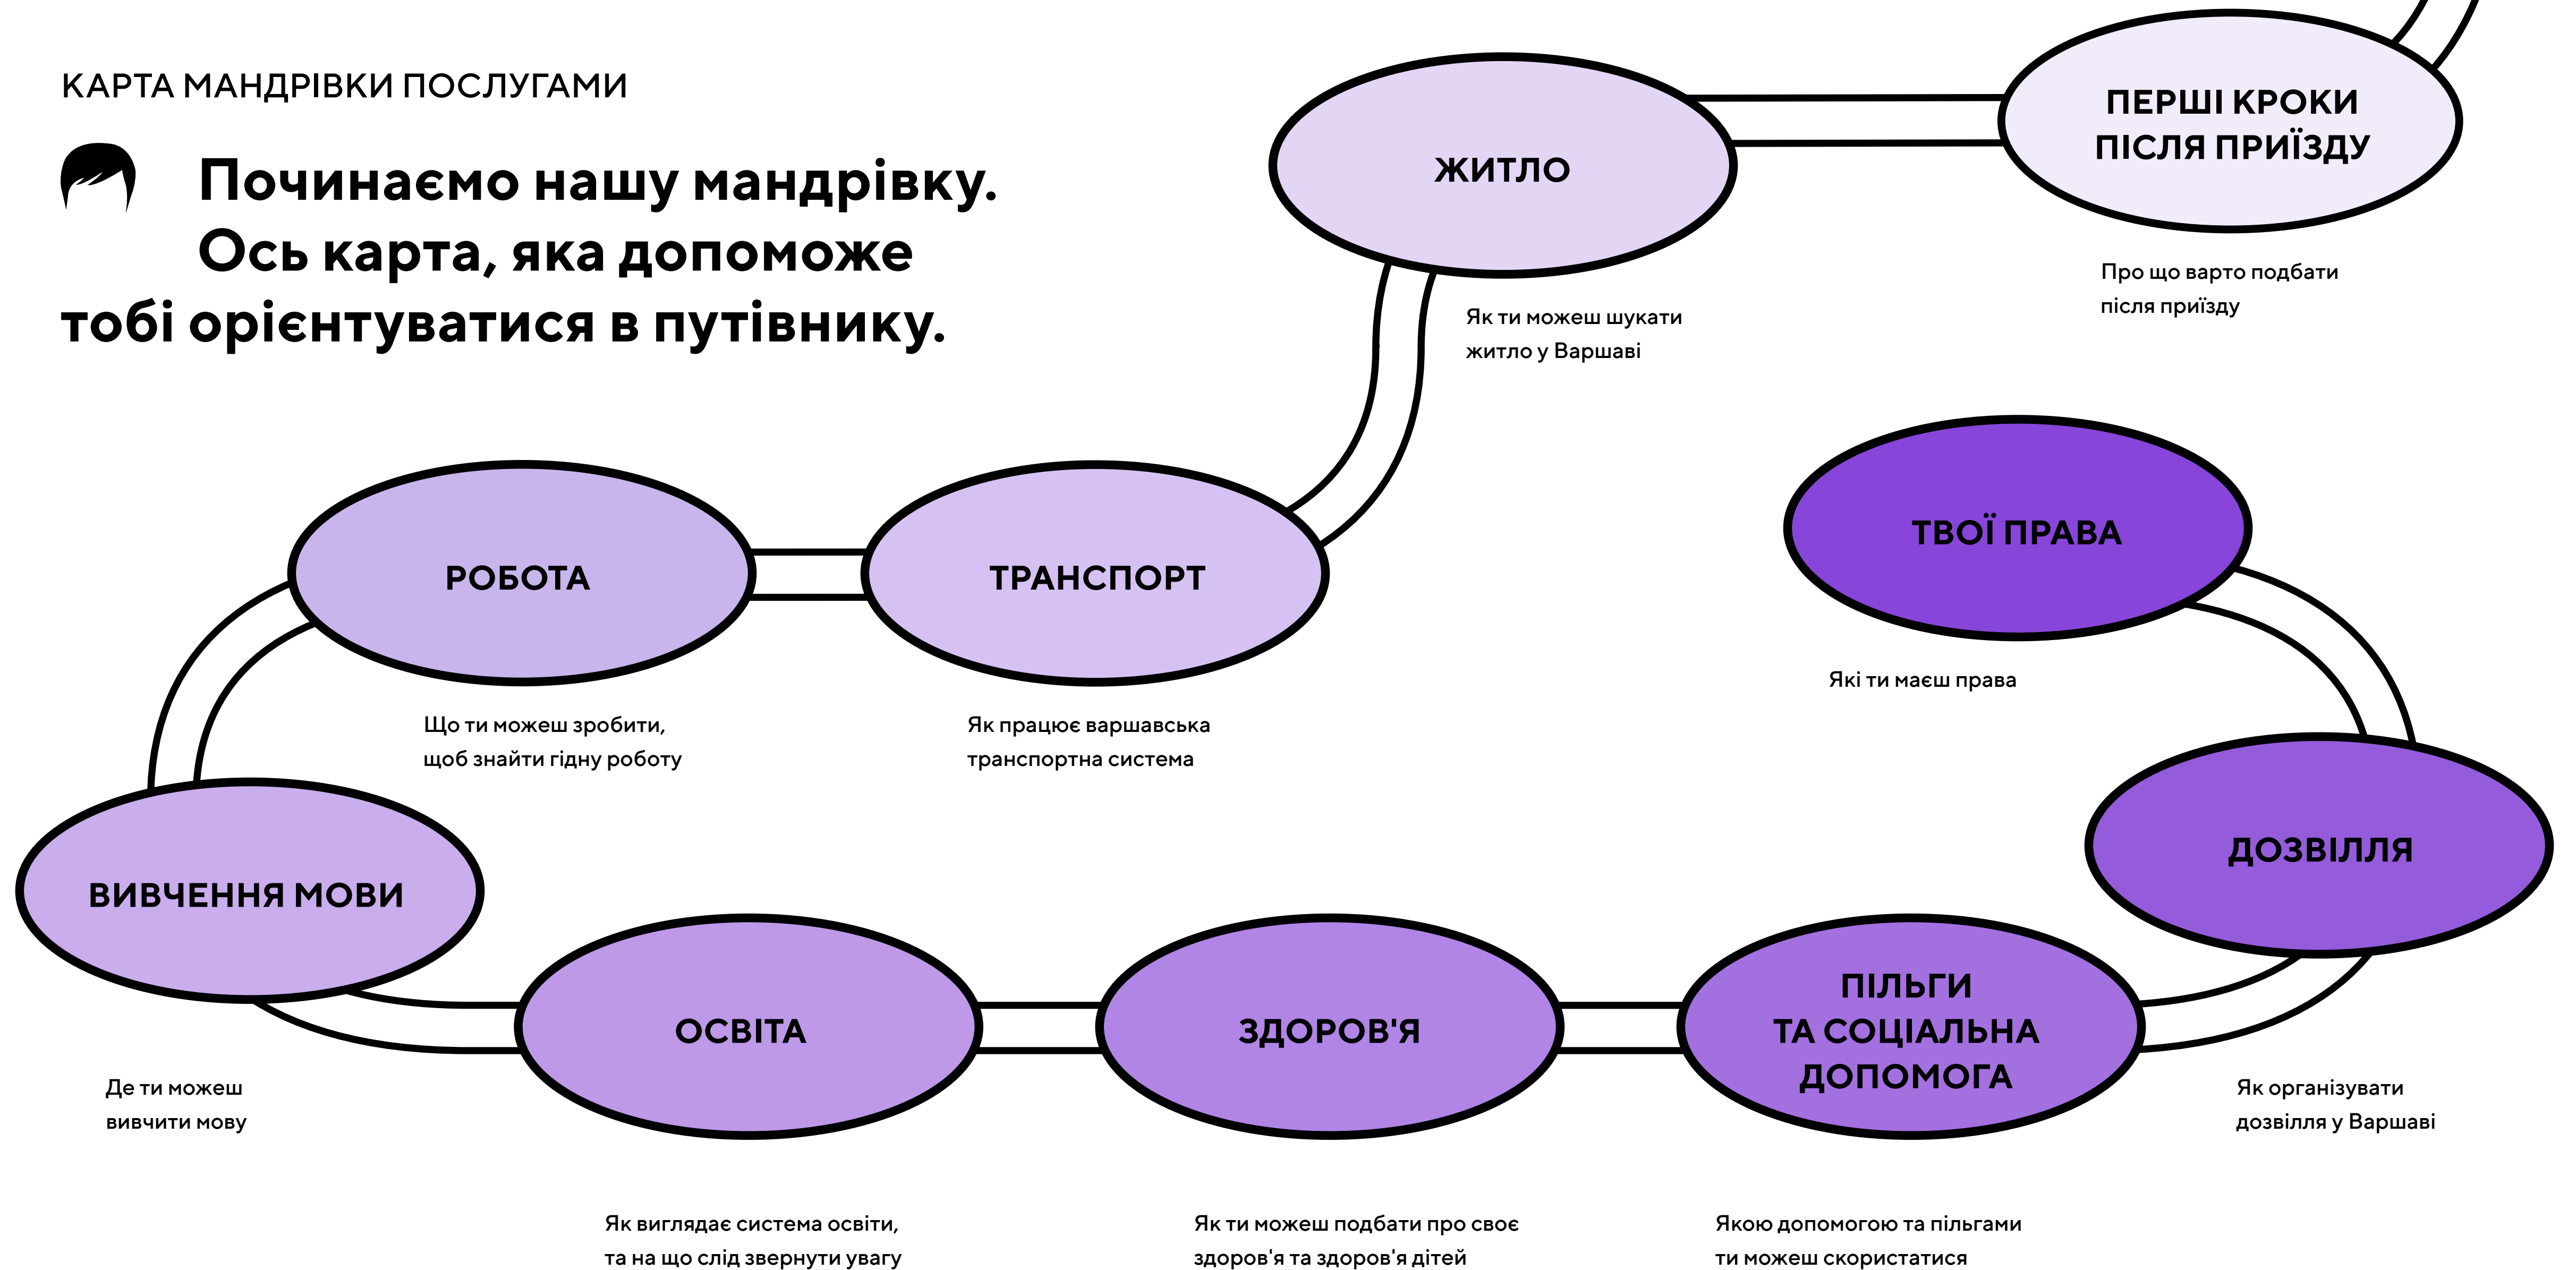 КАРТА МАНДРІВКИ ПОСЛУГАМИ
Починаємо нашу мандрівку.
Ось карта, яка допоможе
тобі орієнтуватися в путівнику.
ПЕРШІ КРОКИ
ПІСЛЯ ПРИЇЗДУ
Про що варто подбати
після приїзду
ЖИТЛО
Як ти можеш шукати
житло у Варшаві
ТРАНСПОРТ
Як працює варшавська
транспортна система
РОБОТА
Що ти можеш зробити,
щоб знайти гідну роботу
ВИВЧЕННЯ МОВИ
Де ти можеш
вивчити мову
ОСВІТА
Як виглядає система освіти,
та на що слід звернути увагу
ЗДОРОВ'Я
Як ти можеш подбати про своє
здоров'я та здоров'я дітей
ПІЛЬГИ
ТА СОЦІАЛЬНА
ДОПОМОГА
Якою допомогою та пільгами
ти можеш скористатися
ДОЗВІЛЛЯ
Як організувати
дозвілля у Варшаві
ТВОЇ ПРАВА
Які ти маєш права